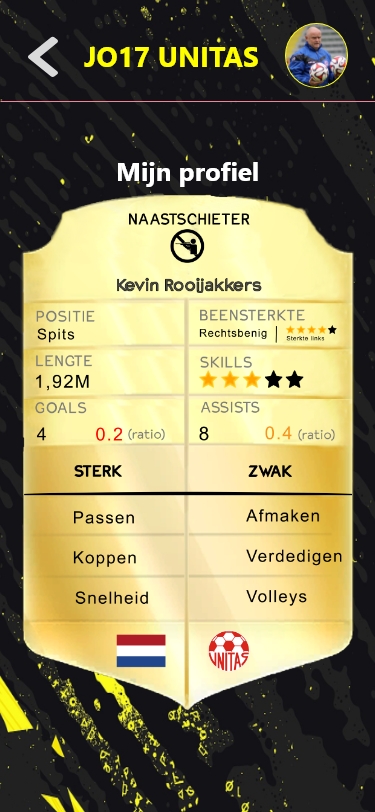 JO17 UNITAS
Mijn profiel
NAASTSCHIETER
Kevin Rooijakkers
POSITIE
Spits
BEENSTERKTE
Rechtsbenig |
Sterkte links
LENGTE
1,92M
SKILLS
GOALS
4 0.2 (ratio)
ASSISTS
8 0.4 (ratio)
STERK ZWAK
Passen Afmaken
Koppen Verdedigen
Snelheid Volleys
UNITAS